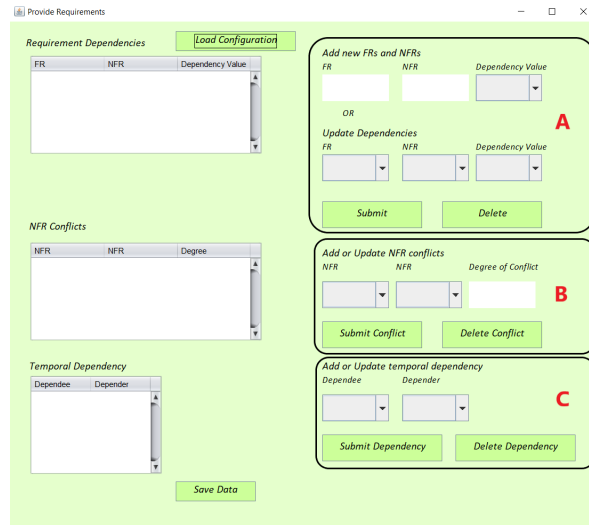 Provide Requirements
Requirement Dependencies
Load Configuration
FR NFR Dependency Value
Add new FRs and NFRs
FR NFR Dependency Value
OR
A
Update Dependencies
FR NFR Dependency Value
Submit Delete
NFR Conflicts
NFR NFR Degree
Add or Update NFR conflicts
NFR NFR Degree of Conflict
B
Submit Conflict Delete Conflict
Temporal Dependency
Dependee Depender
Add or Update temporal dependency
Dependee Depender
C
Submit Dependency Delete Dependency
Save Data